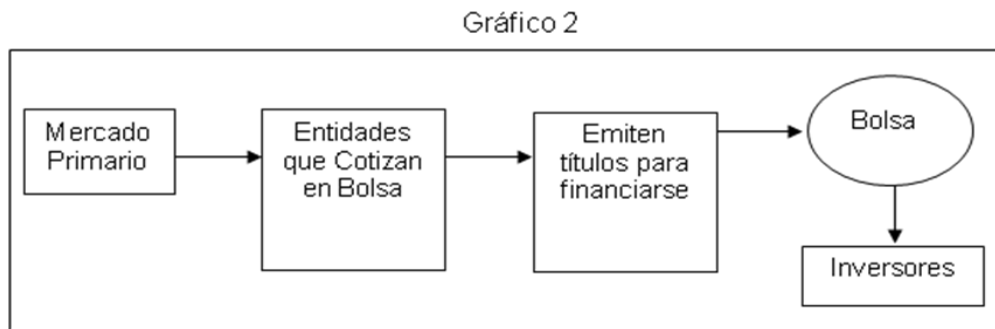 Gráfico 2
Mercado
Primario
Entidades
que Cotizan
en Bolsa
Emiten
títulos para
financiarse
Bolsa
Inversores